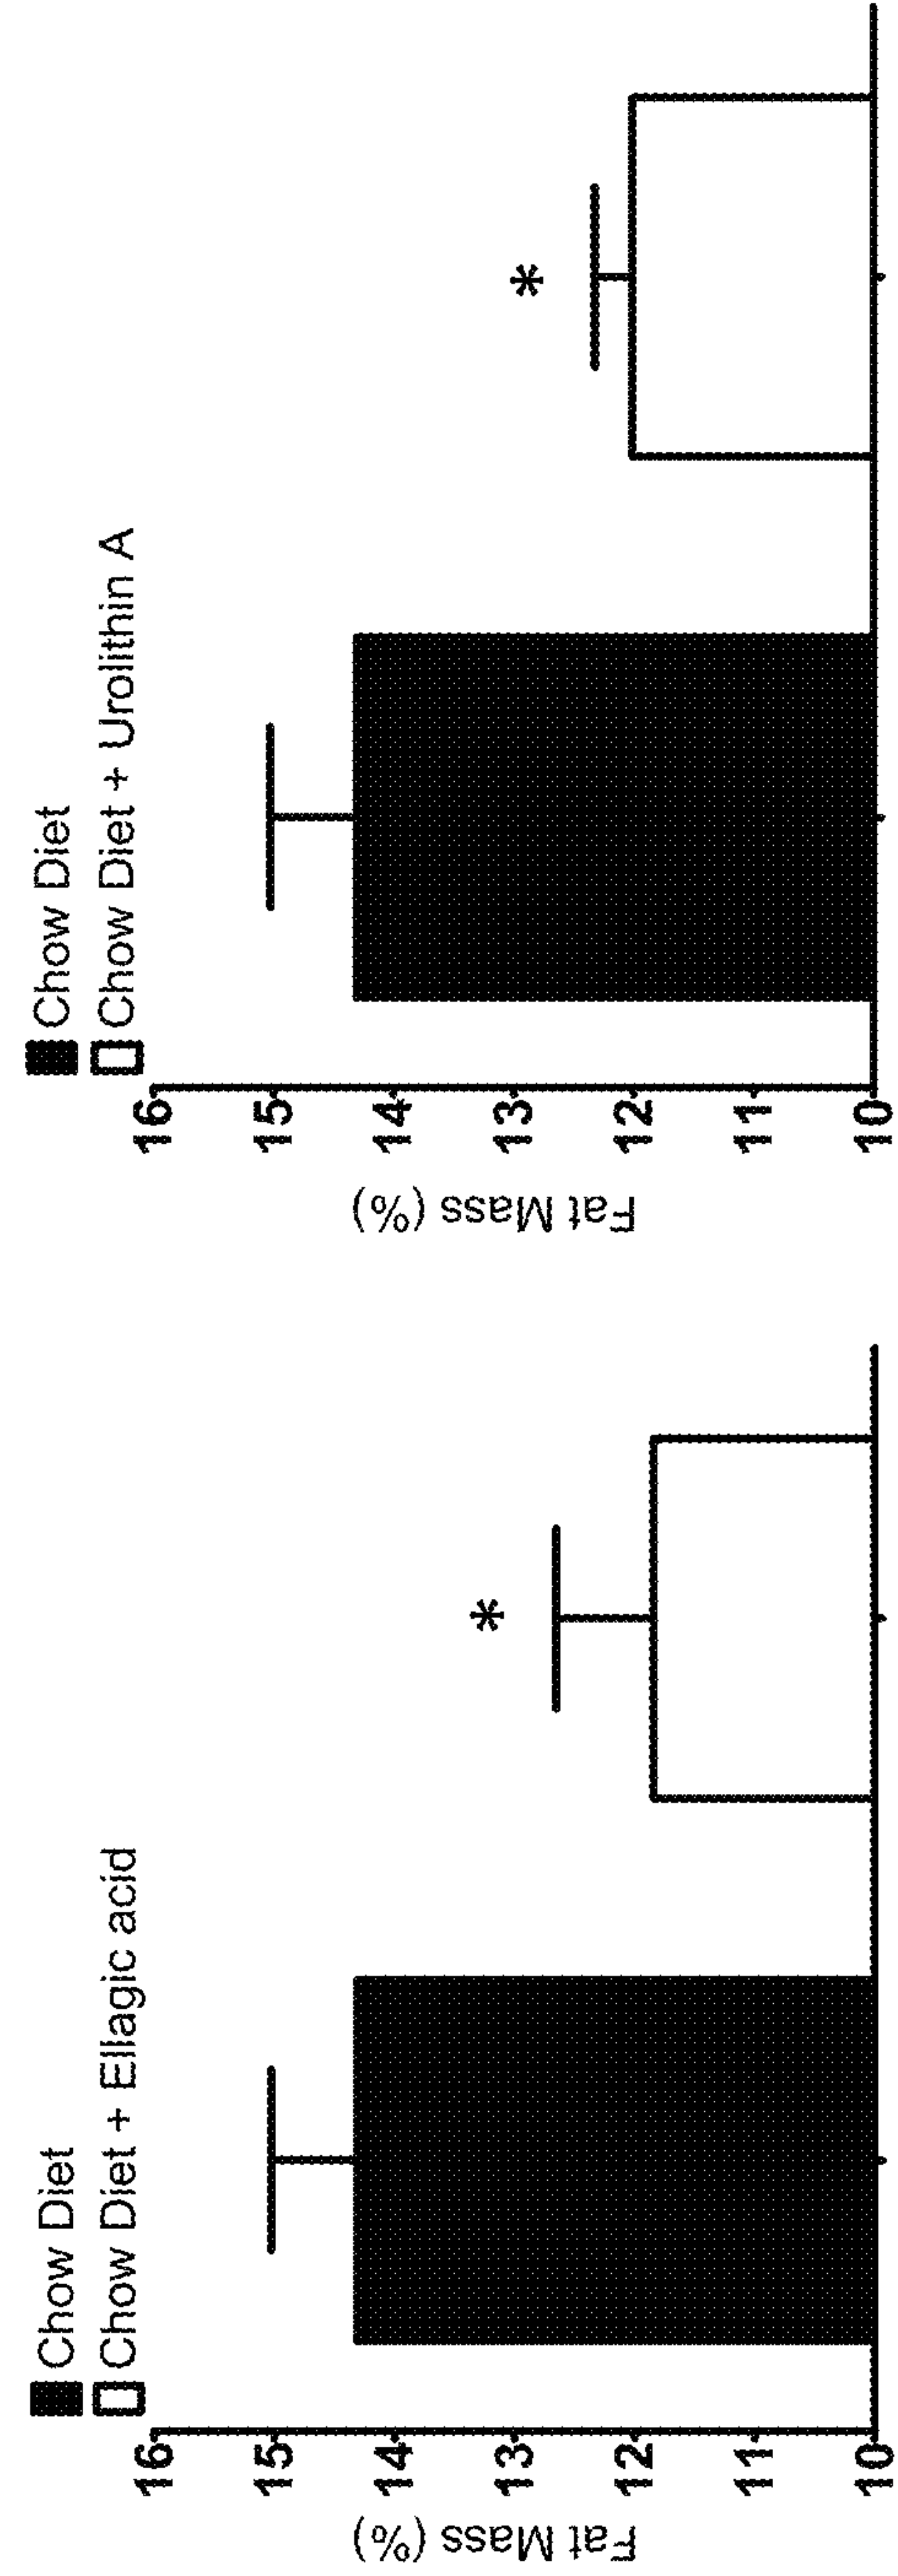 Chow Diet
Chow Diet + Ellagic acid
16
15
14
13
12
11
10
Fat Mass (%)
*
Chow Diet
Chow Diet + Urolithin A
16
15
14
13
12
11
10
Fat Mass (%)
*